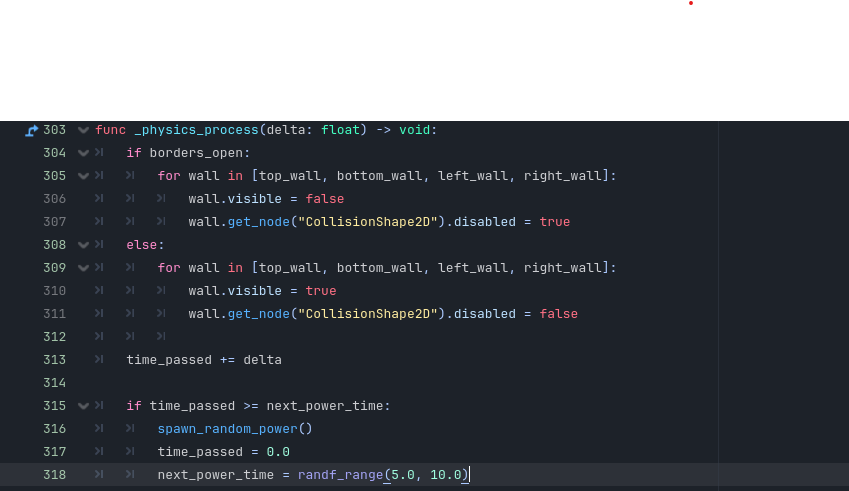 303 func _physics_process(delta: float) -> void:
304 if borders_open:
305 for wall in [top_wall, bottom_wall, left_wall, right_wall]:
306 wall.visible = false
307 wall.get_node("CollisionShape2D").disabled = true
308 else:
309 for wall in [top_wall, bottom_wall, left_wall, right_wall]:
310 wall.visible = true
311 wall.get_node("CollisionShape2D").disabled = false
312
313 time_passed += delta
314
315 if time_passed >= next_power_time:
316 spawn_random_power()
317 time_passed = 0.0
318 next_power_time = randf_range(5.0, 10.0)